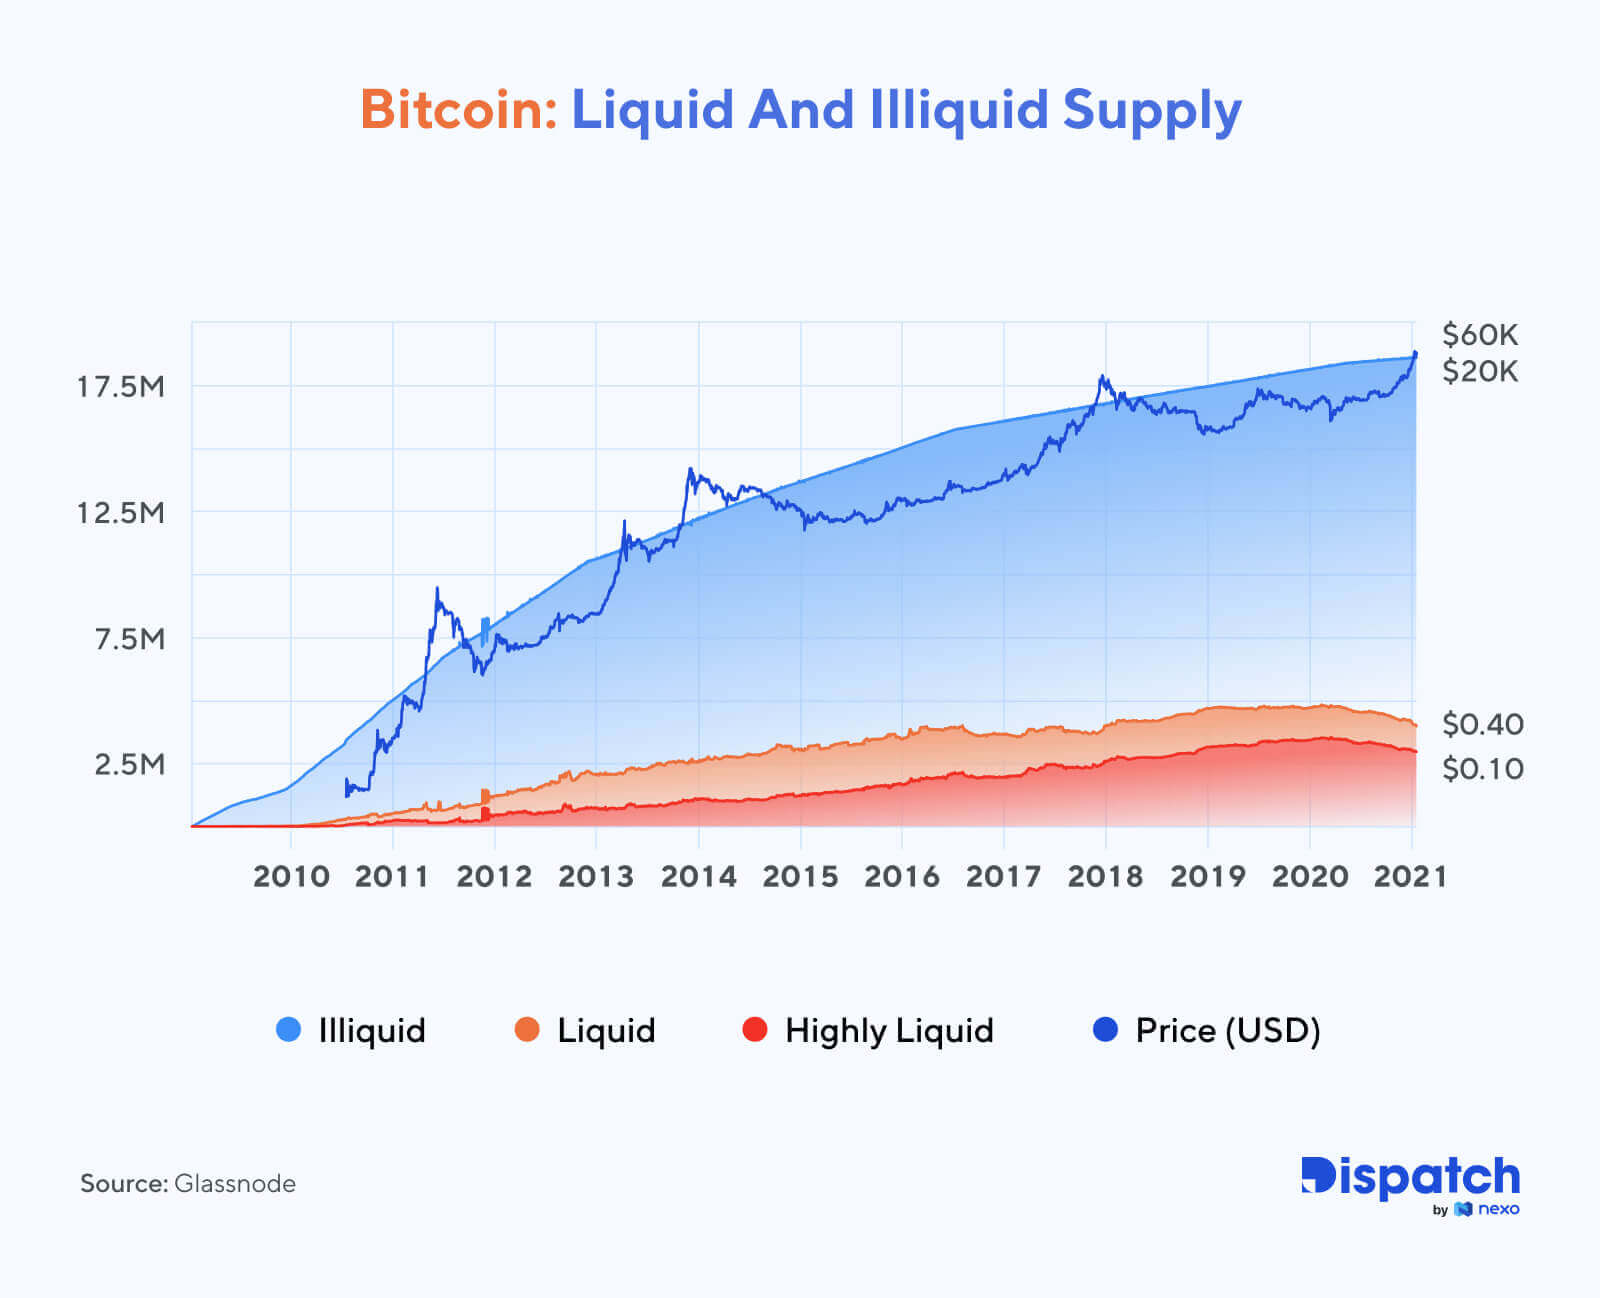 Bitcoin: Liquid And Illiquid Supply
$60K
$20K
17.5M
12.5M
7.5M
2.5M
$0.40
$0.10
2010 2011 2012 2013 2014 2015 2016 2017 2018 2019 2020 2021
Illiquid Liquid Highly Liquid Price (USD)
Source: Glassnode
Dispatch
by nexo